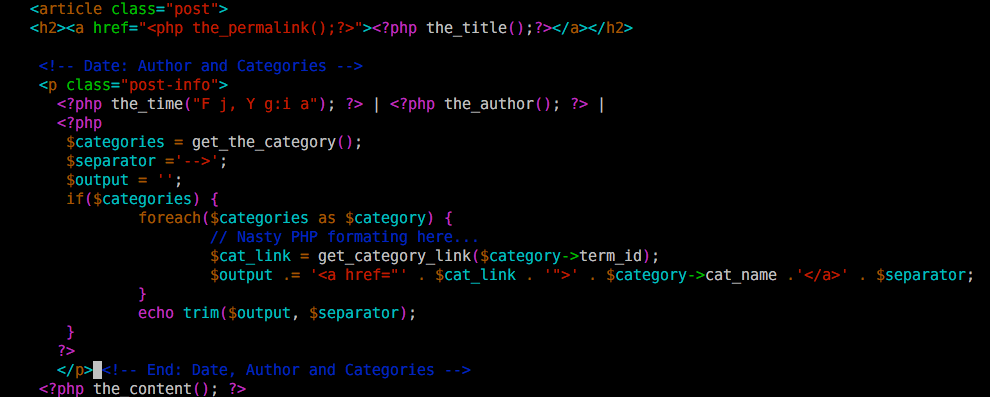 <article class="post">
<h2><a href="<php the_permalink();?>"><?php the_title();?></a></h2>
<!-- Date: Author and Categories -->
<p class="post-info">
<?php the_time("F j, Y g:i a"); ?> | <?php the_author(); ?> |
<?php
$categories = get_the_category();
$separator ='-->';
$output = '';
if($categories) {
foreach($categories as $category) {
// Nasty PHP formating here...
$cat_link = get_category_link($category->term_id);
$output .= '<a href="' . $cat_link . '">' . $category->cat_name .'</a>' . $separator;
}
echo trim($output, $separator);
}
?>
</p> <!-- End: Date, Author and Categories -->
<?php the_content(); ?>